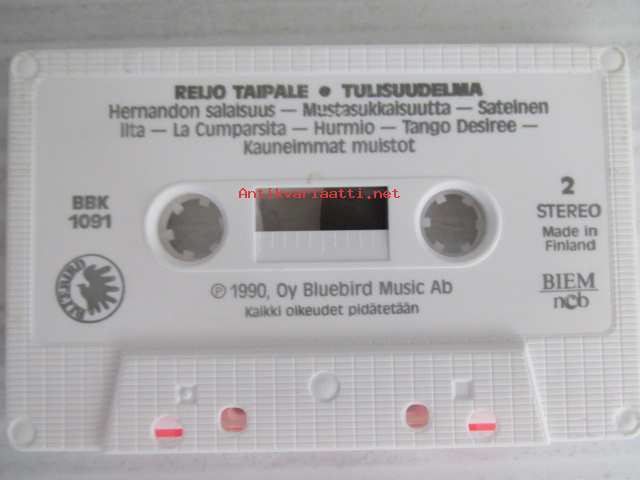 REIJO TAIPALE • TULISUUDELMA
Hernandon salaisuus — Mustasukkaisuutta — Sateinen
ilta — La Cumparsita — Hurmio — Tango Desiree —
Kauneimmat muistot
Antikvariaatti.net
BBK
1091
2
STEREO
Made in
Finland
BLUEBIRD
BIEM
ncb
℗ 1990, Oy Bluebird Music Ab
Kaikki oikeudet pidätetään